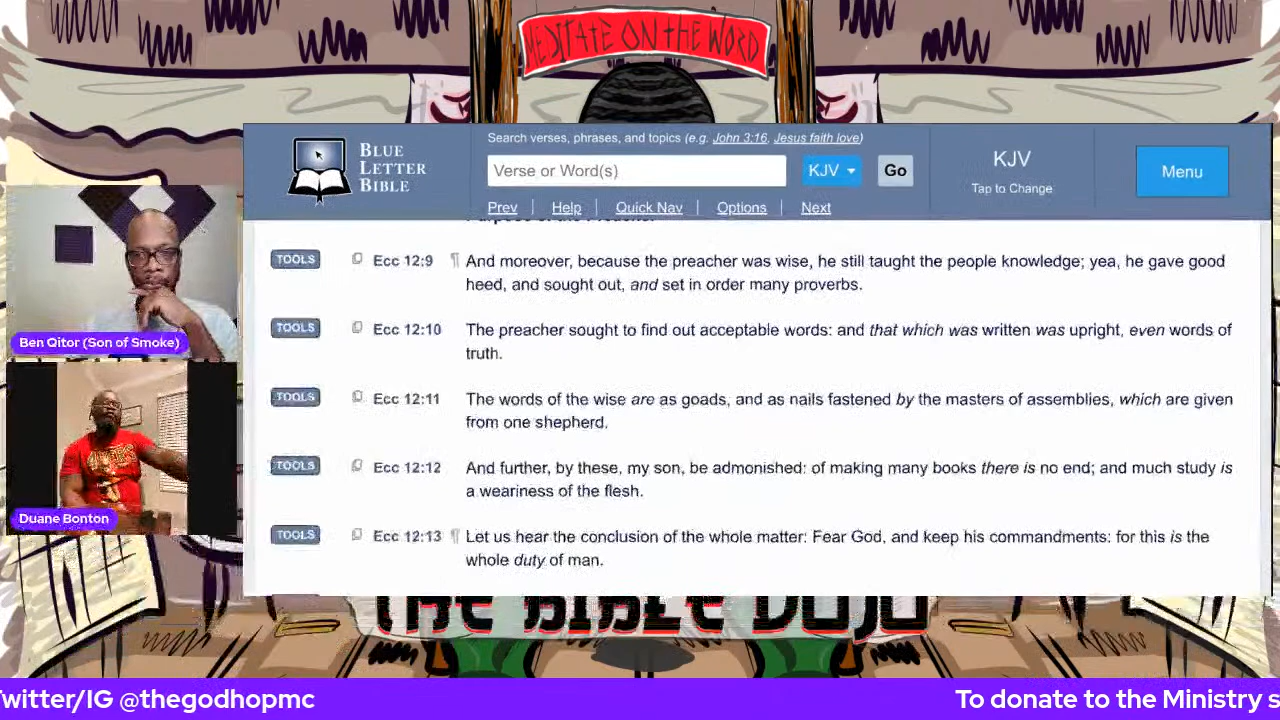 MEDITATE ON THE WORD
Search verses, phrases, and topics (e.g. John 3:16, Jesus faith love)
BLUE
LETTER
BIBLE
Verse or Word(s)
KJV
Go
KJV
Tap to Change
Menu
Prev | Help | Quick Nav | Options | Next
TOOLS Ecc 12:9 ¶ And moreover, because the preacher was wise, he still taught the people knowledge; yea, he gave good
heed, and sought out, and set in order many proverbs.
TOOLS Ecc 12:10 The preacher sought to find out acceptable words: and that which was written was upright, even words of
truth.
TOOLS Ecc 12:11 The words of the wise are as goads, and as nails fastened by the masters of assemblies, which are given
from one shepherd.
TOOLS Ecc 12:12 And further, by these, my son, be admonished: of making many books there is no end; and much study is
a weariness of the flesh.
TOOLS Ecc 12:13 ¶ Let us hear the conclusion of the whole matter: Fear God, and keep his commandments: for this is the
whole duty of man.
Ben Qitor (Son of Smoke)
Duane Bonton
THE BIBLE DOJO
Twitter/IG @thegodhopmc
To donate to the Ministry s